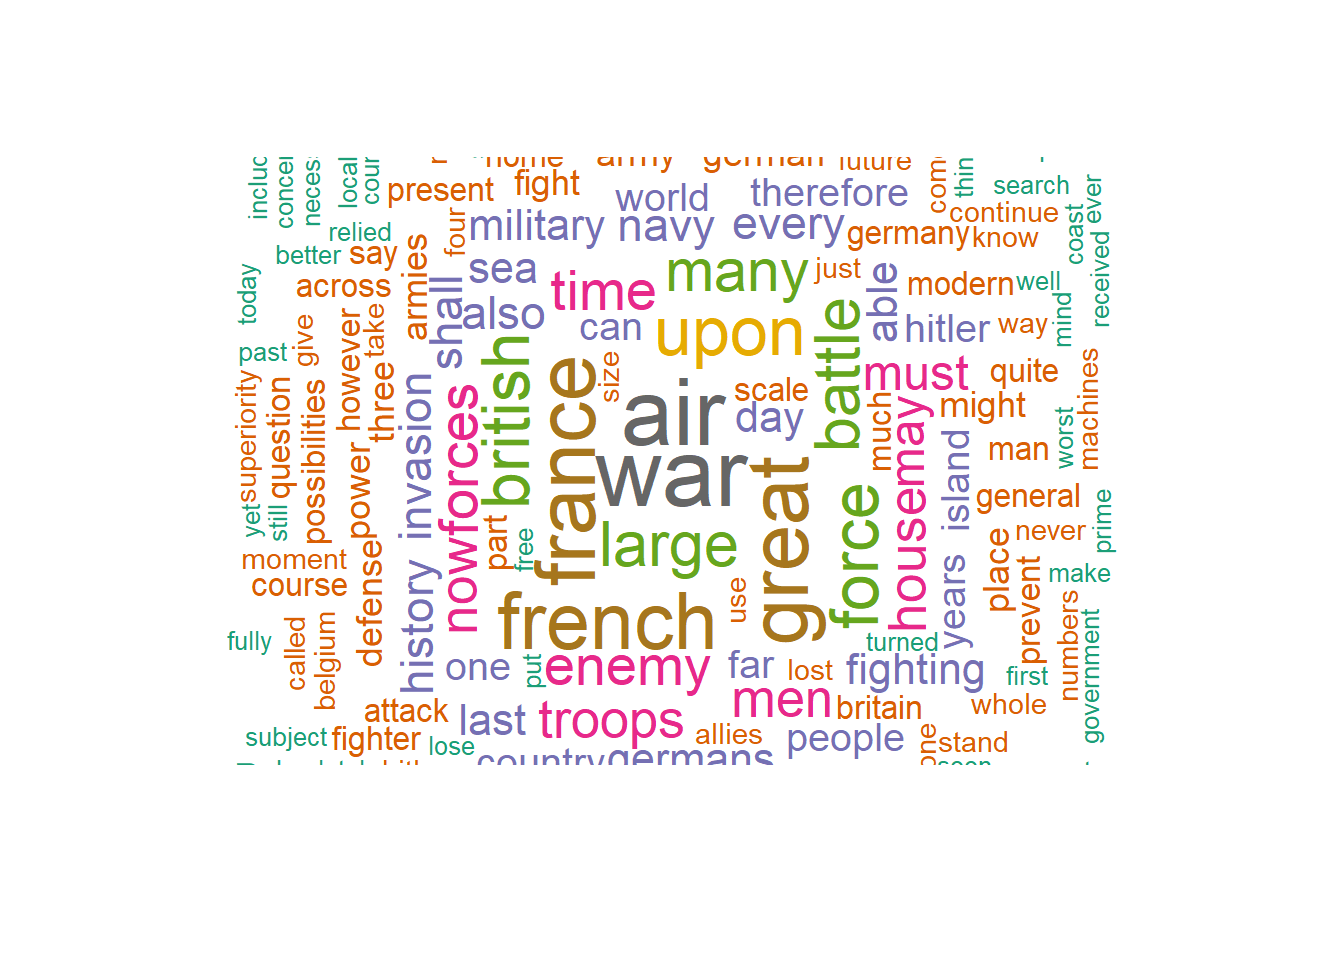 home army german future
present fight world therefore search
continue
relied military navy every germany know
better say sea many just
across time modern well
also can upon hitler way
past
air scale must quite
day might
war man
large general
never
moment
course french make
fully turned
one enemy far lost fighting first
attack last troops men britain whole
subject fighter lose allies people stand
country germans seen
today
yet superiority
still question
give
possibilities
however
take
three
power
defense
called
belgium
armies
four
shall
history invasion
now forces
british
part
free
put
france
size
use
great
battle
force
able
much
house may
years island
place
prevent
numbers
government
machines
worst
mind
coast
received ever
prime
local